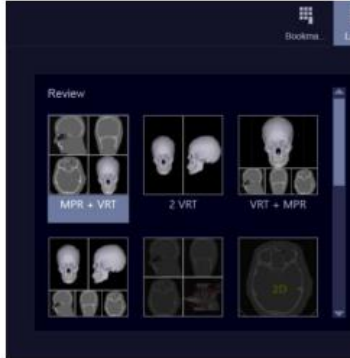 Bookma...
L
Review
MPR + VRT
2 VRT
VRT + MPR
2D